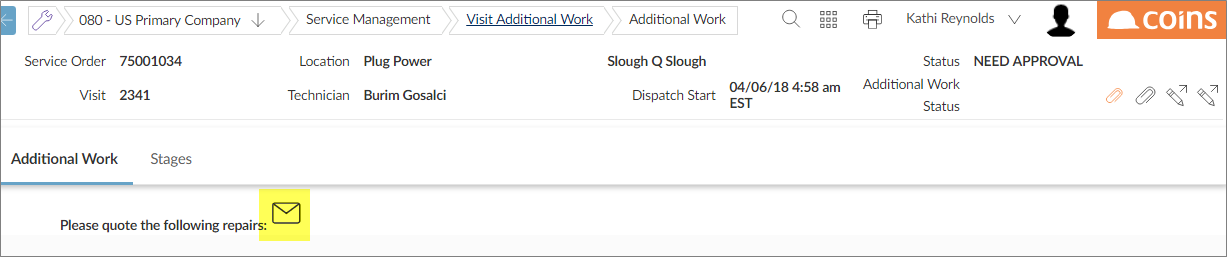 080 - US Primary Company Service Management Visit Additional Work Additional Work Kathi Reynolds coins
Service Order 75001034 Location Plug Power Slough Q Slough Status NEED APPROVAL
Visit 2341 Technician Burim Gosalci Dispatch Start 04/06/18 4:58 am EST Additional Work Status
Additional Work Stages
Please quote the following repairs: